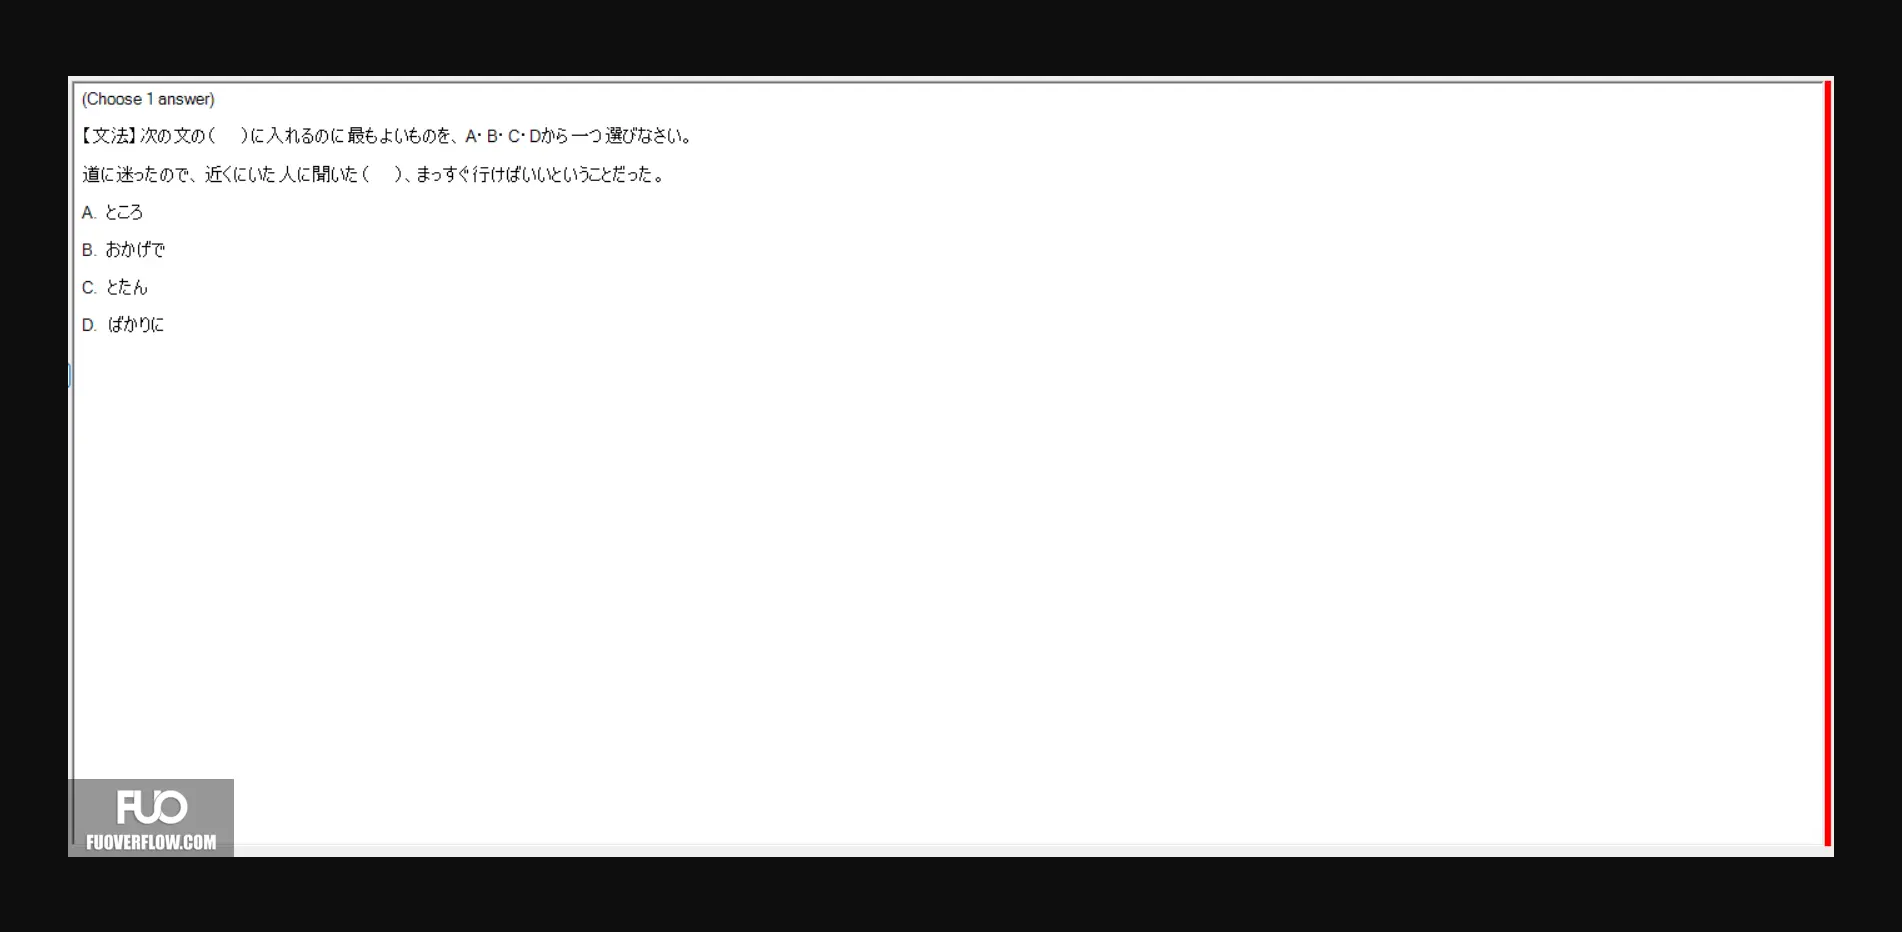 (Choose 1 answer)
【文法】次の文の(　)に入れるのに最もよいものを、A・B・C・Dから一つ選びなさい。
道に迷ったので、近くにいた人に聞いた(　)、まっすぐ行けばいいということだった。
A. ところ
B. おかげで
C. とたん
D. ばかりに
FUO
FUOVERFLOW.COM